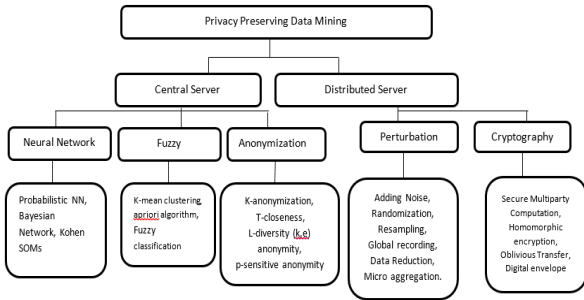 Privacy Preserving Data Mining
Central Server
Distributed Server
Neural Network
Fuzzy
Anonymization
Perturbation
Cryptography
Probabilistic NN,
Bayesian
Network, Kohen
SOMs
K-mean clustering,
apriori algorithm,
Fuzzy
classification
K-anonymization,
T-closeness,
L-diversity (k,e)
anonymity,
p-sensitive anonymity
Adding Noise,
Randomization,
Resampling,
Global recording,
Data Reduction,
Micro aggregation.
Secure Multiparty
Computation,
Homomorphic
encryption,
Oblivious Transfer,
Digital envelope